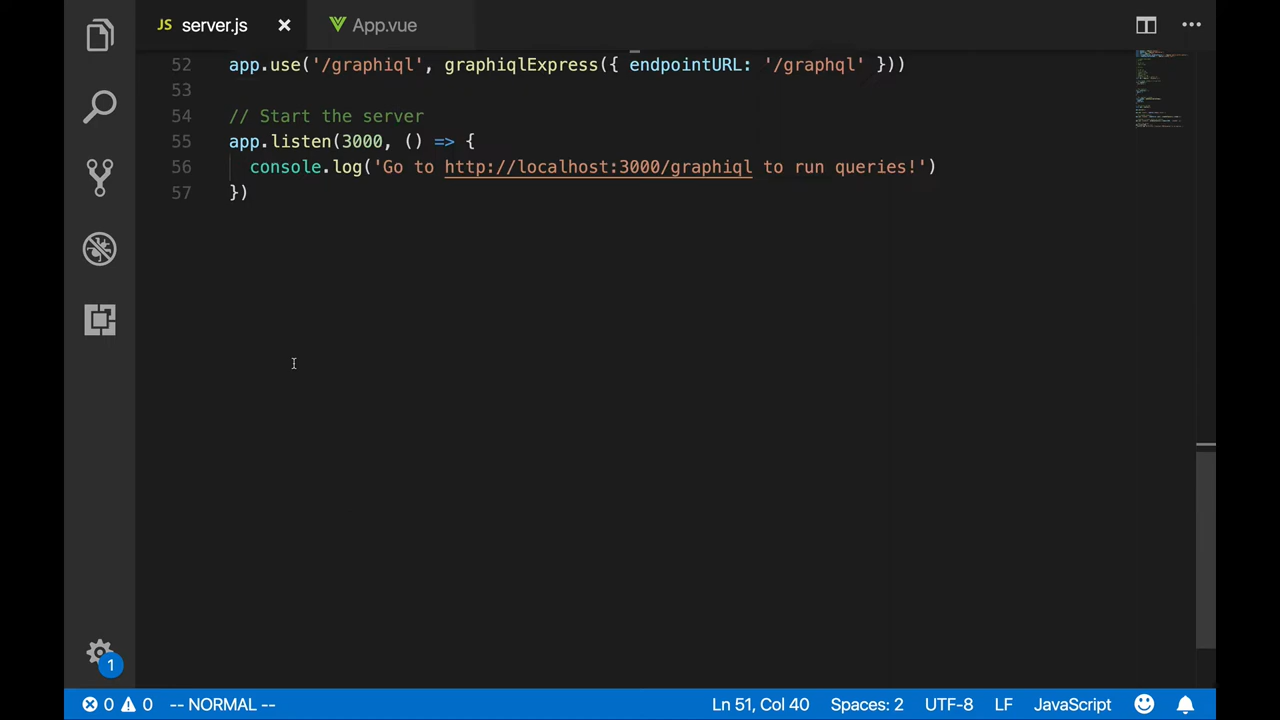 JS server.js × App.vue
52 app.use('/graphiql', graphiqlExpress({ endpointURL: '/graphql' }))
53
54 // Start the server
55 app.listen(3000, () => {
56 console.log('Go to http://localhost:3000/graphiql to run queries!')
57 })
1
0 0 -- NORMAL -- Ln 51, Col 40 Spaces: 2 UTF-8 LF JavaScript